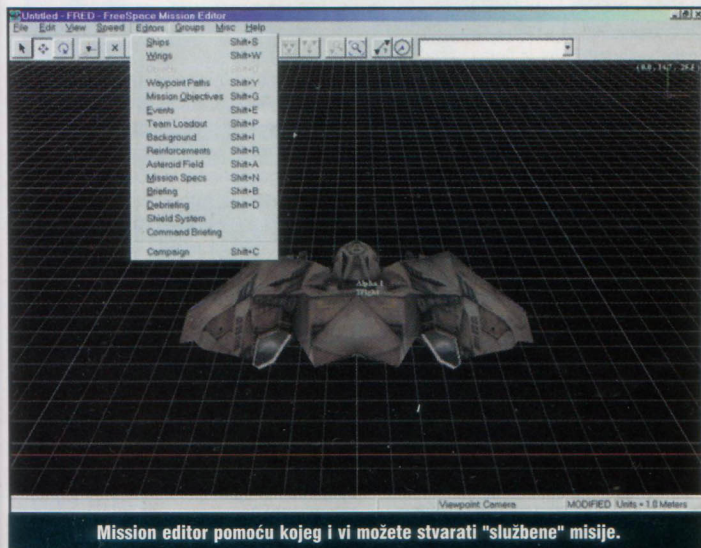 Untitled - FRED - FreeSpace Mission Editor
File Edit View Speed Editors Groups Misc Help
Ships Shift+S
Wings Shift+W
Waypoint Paths Shift+Y
Mission Objectives Shift+G
Events Shift+E
Team Loadout Shift+P
Background Shift+I
Reinforcements Shift+R
Asteroid Field Shift+A
Mission Specs Shift+N
Briefing Shift+B
Debriefing Shift+D
Shield System
Command Briefing
Campaign Shift+C
Alpha 1
Viewpoint: Camera MODIFIED Units = 1.0 Meters
Mission editor pomoću kojeg i vi možete stvarati "službene" misije.